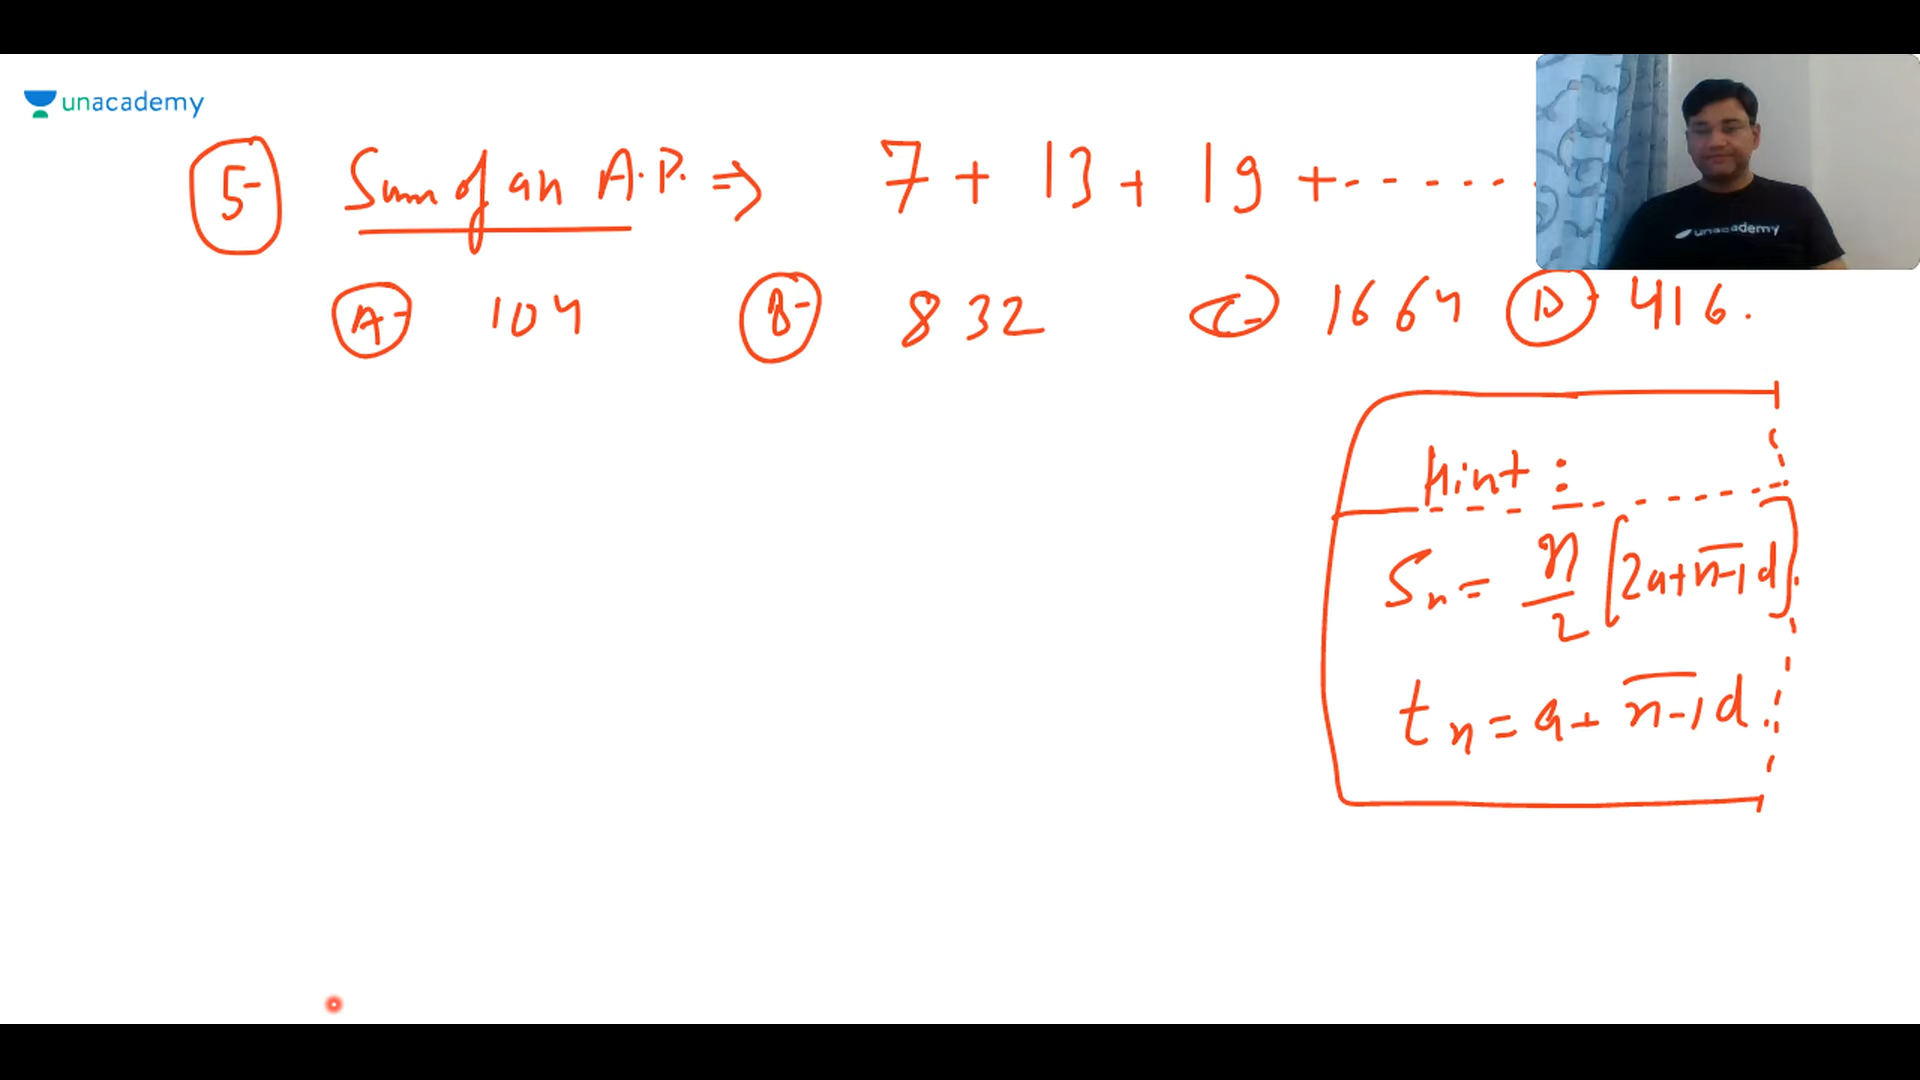 unacademy
5- Sum of an A.P. ⇒ 7 + 13 + 19 + - - - - - -
A- 104 B- 832 C- 1664 D- 416.
Hint :
Sn = n/2 [2a+n̅-̅1̅ d]
tn = a + n̅-̅1̅ d
unacademy